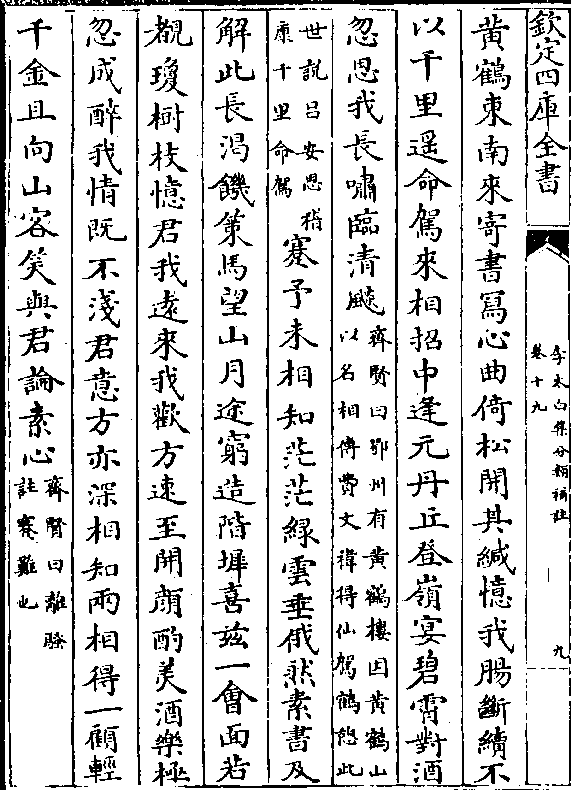 欽定四庫全書
李太白集分類補註
卷十九
九
黄鶴東南來寄書寫心曲倚松開其緘憶我腸斷續不
以千里遥命駕來相招中逢元丹丘登嶺宴碧霄對酒
忽思我長嘯臨清飈齊賢曰鄂州有黄鶴樓因黄鶴山
以名相傳費文禕得仙駕鶴憩此
世説吕安思嵇
康千里命駕
蹇予未相知茫茫緑雲垂俄然素書及
解此長渴饑策馬望山月途窮造階墀喜兹一會面若
覩瓊樹枝憶君我遠來我歡方速至開顔酌美酒樂極
忽成醉我情既不淺君意方亦深相知兩相得一顧輕
千金且向山客笑與君論素心齊賢曰離騷
註蹇難也